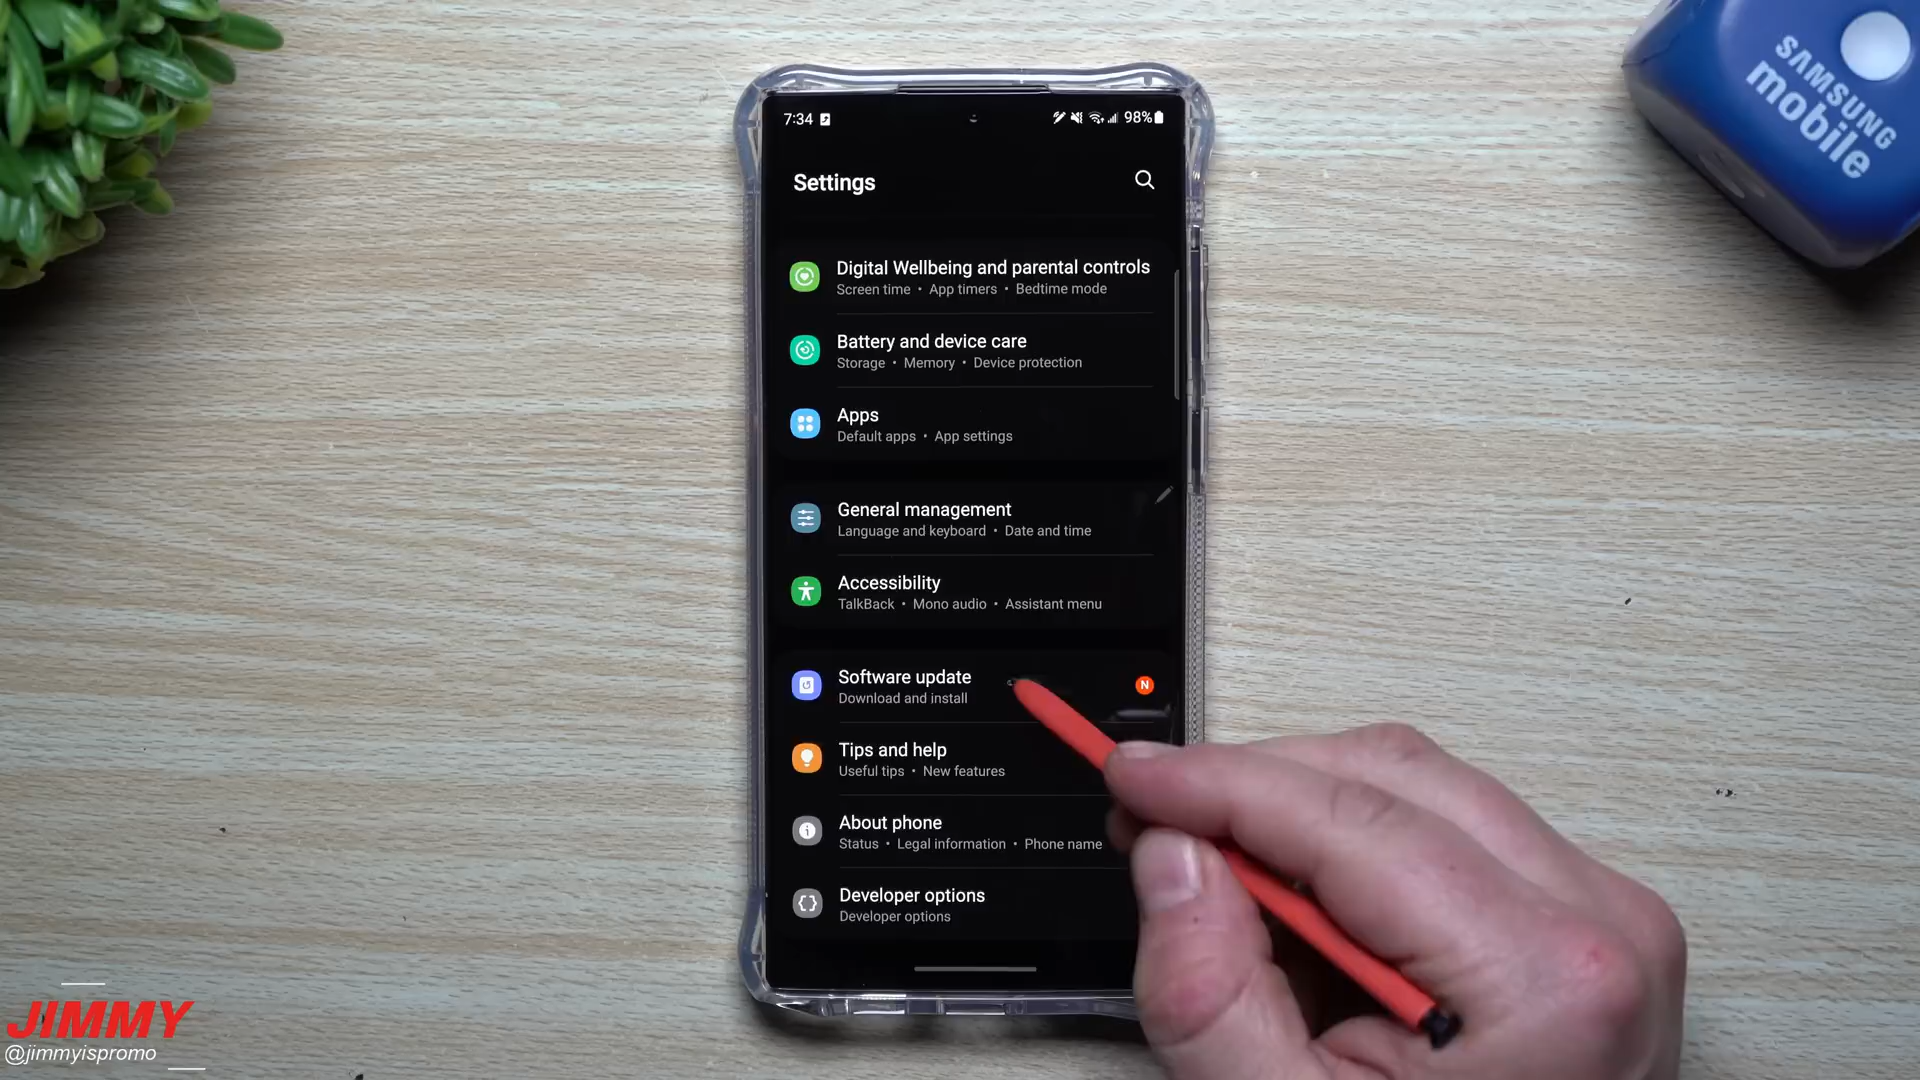 7:34
98%
Settings
Digital Wellbeing and parental controls
Screen time • App timers • Bedtime mode
Battery and device care
Storage • Memory • Device protection
Apps
Default apps • App settings
General management
Language and keyboard • Date and time
Accessibility
TalkBack • Mono audio • Assistant menu
Software update
N
Download and install
Tips and help
Useful tips • New features
About phone
Status • Legal information • Phone name
Developer options
Developer options
SAMSUNG
mobile
JIMMY
@jimmyispromo